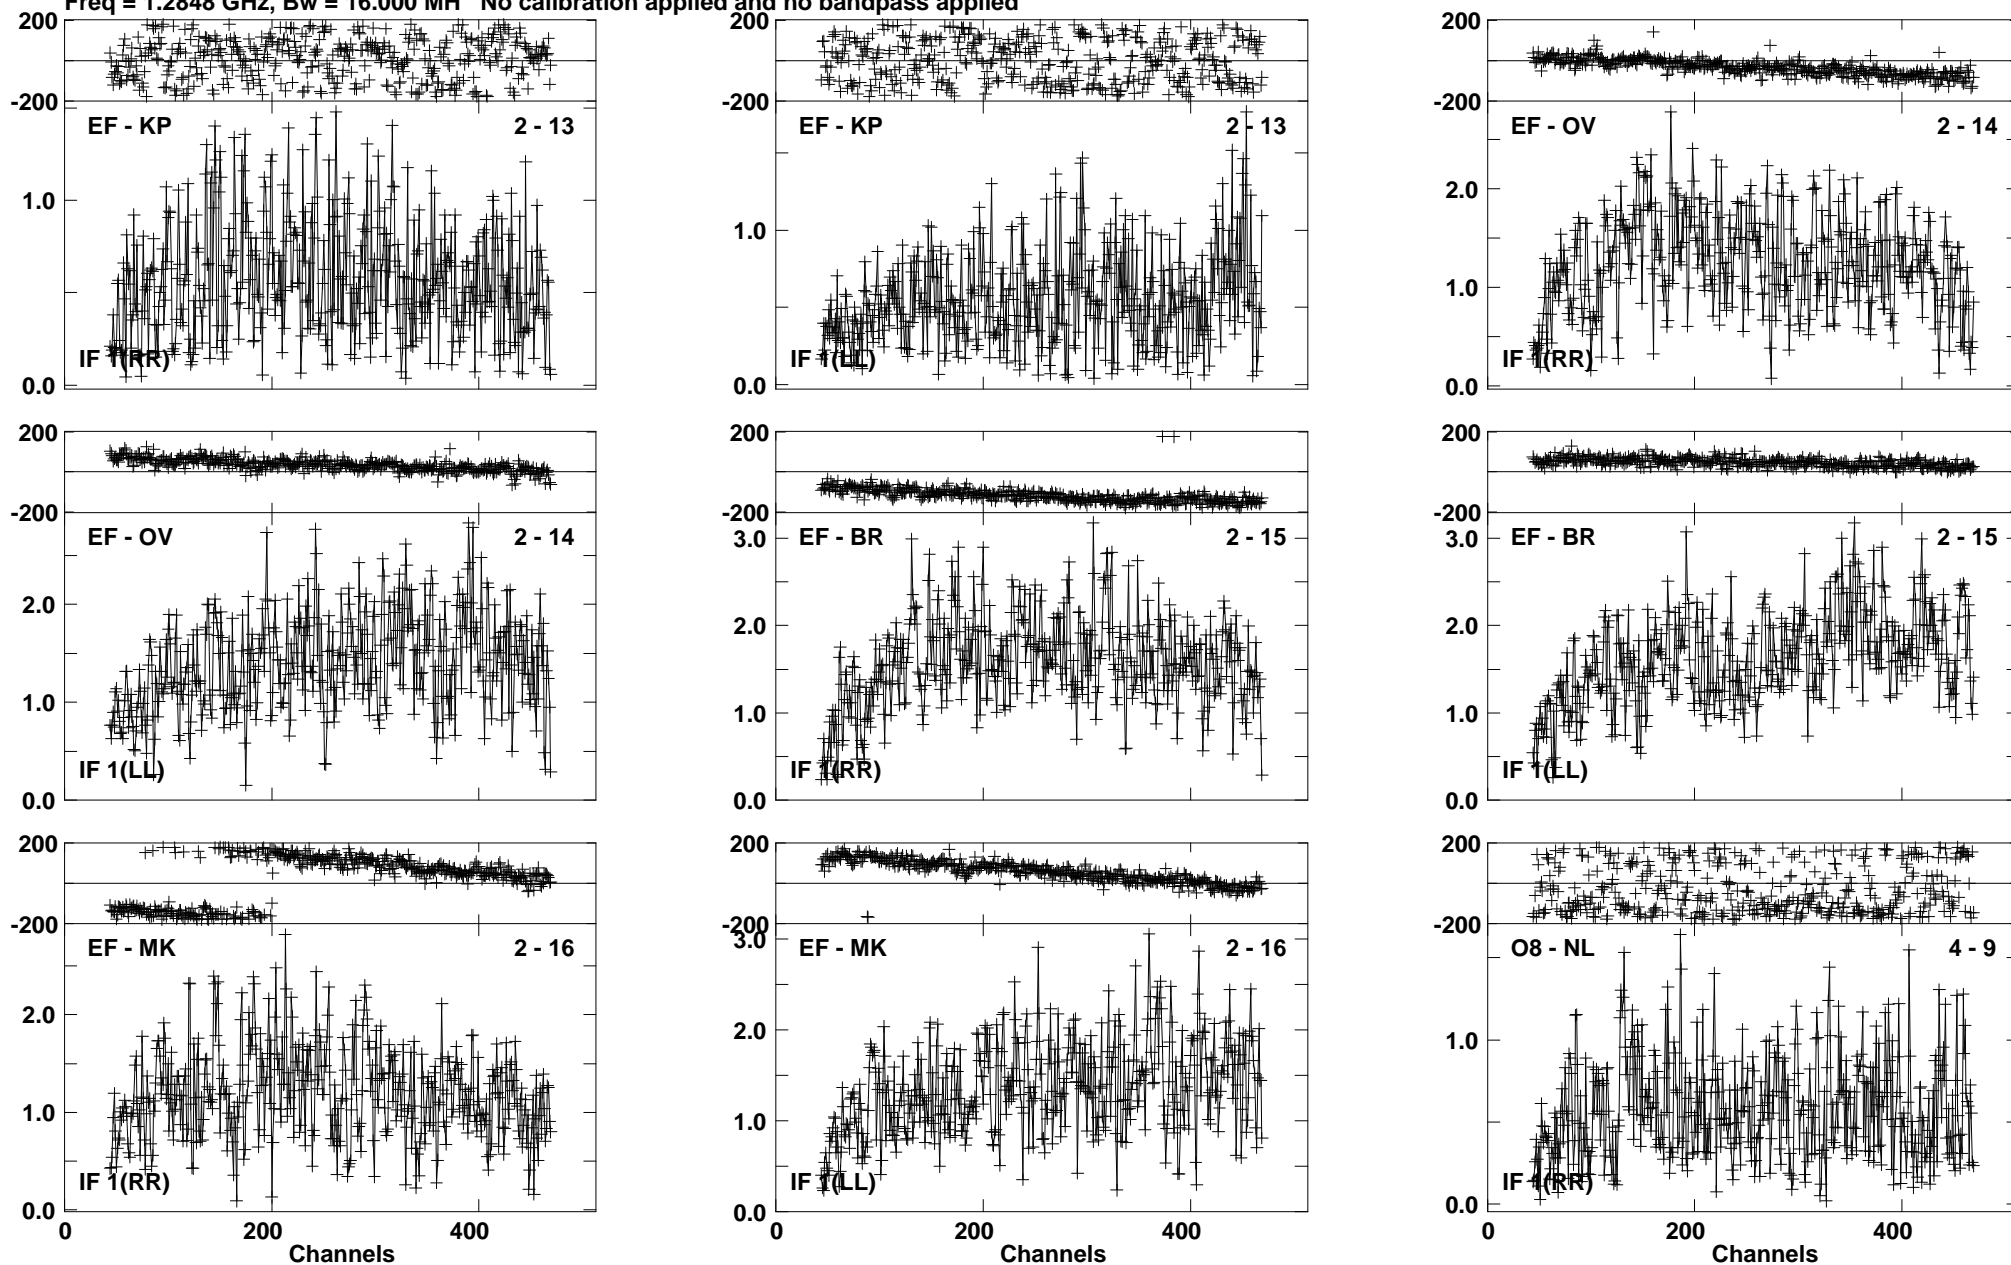 Freq = 1.2848 GHz, Bw = 16.000 MH No calibration applied and no bandpass applied
200
-200
EF - KP
2 - 13
1.0
IF 1(RR)
0.0
200
-200
EF - KP
2 - 13
1.0
IF 1(LL)
0.0
200
-200
EF - OV
2 - 14
2.0
1.0
IF 1(RR)
0.0
200
-200
EF - OV
2 - 14
2.0
1.0
IF 1(LL)
0.0
200
-200
EF - BR
2 - 15
3.0
2.0
1.0
IF 1(RR)
0.0
200
-200
EF - BR
2 - 15
3.0
2.0
1.0
IF 1(LL)
0.0
200
-200
EF - MK
2 - 16
2.0
1.0
IF 1(RR)
0.0
0
200
400
Channels
200
-200
3.0
EF - MK
2 - 16
2.0
1.0
IF 1(LL)
0.0
0
200
400
Channels
200
-200
O8 - NL
4 - 9
1.0
IF 1(RR)
0.0
0
200
400
Channels